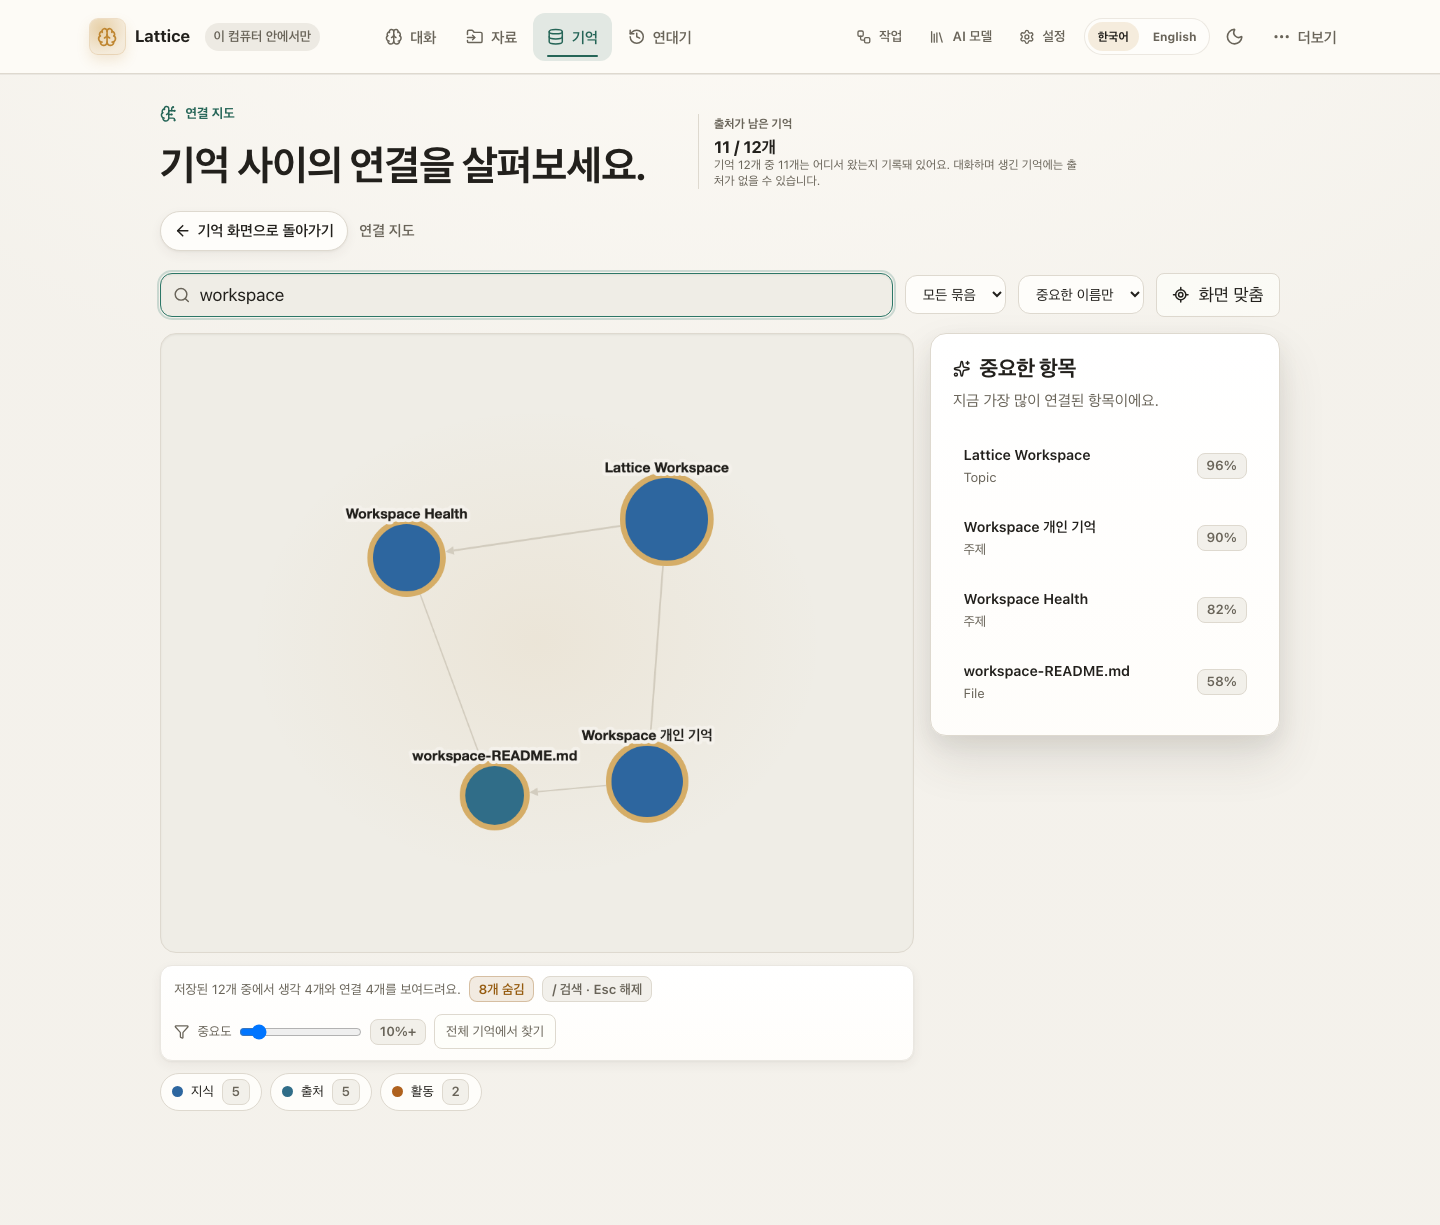 Lattice
이 컴퓨터 안에서만
대화
자료
기억
연대기
작업
AI 모델
설정
한국어
English
더보기
연결 지도
기억 사이의 연결을 살펴보세요.
출처가 남은 기억
11 / 12개
기억 12개 중 11개는 어디서 왔는지 기록돼 있어요. 대화하며 생긴 기억에는 출
처가 없을 수 있습니다.
기억 화면으로 돌아가기
연결 지도
workspace
모든 묶음
중요한 이름만
화면 맞춤
Lattice Workspace
Workspace Health
Workspace 개인 기억
workspace-README.md
중요한 항목
지금 가장 많이 연결된 항목이에요.
Lattice Workspace
Topic
96%
Workspace 개인 기억
주제
90%
Workspace Health
주제
82%
workspace-README.md
File
58%
저장된 12개 중에서 생각 4개와 연결 4개를 보여드려요.
8개 숨김
/ 검색 · Esc 해제
중요도
10%+
전체 기억에서 찾기
지식 5
출처 5
활동 2